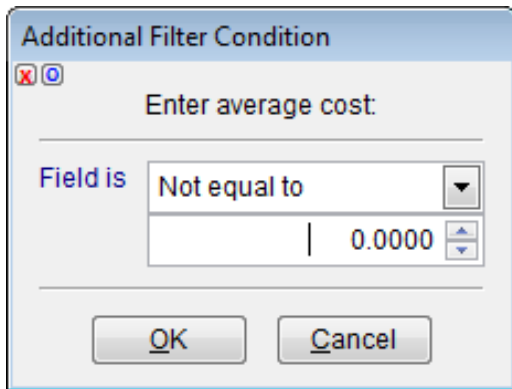 Additional Filter Condition
X O
Enter average cost:
Field is
Not equal to
0.0000
OK
Cancel